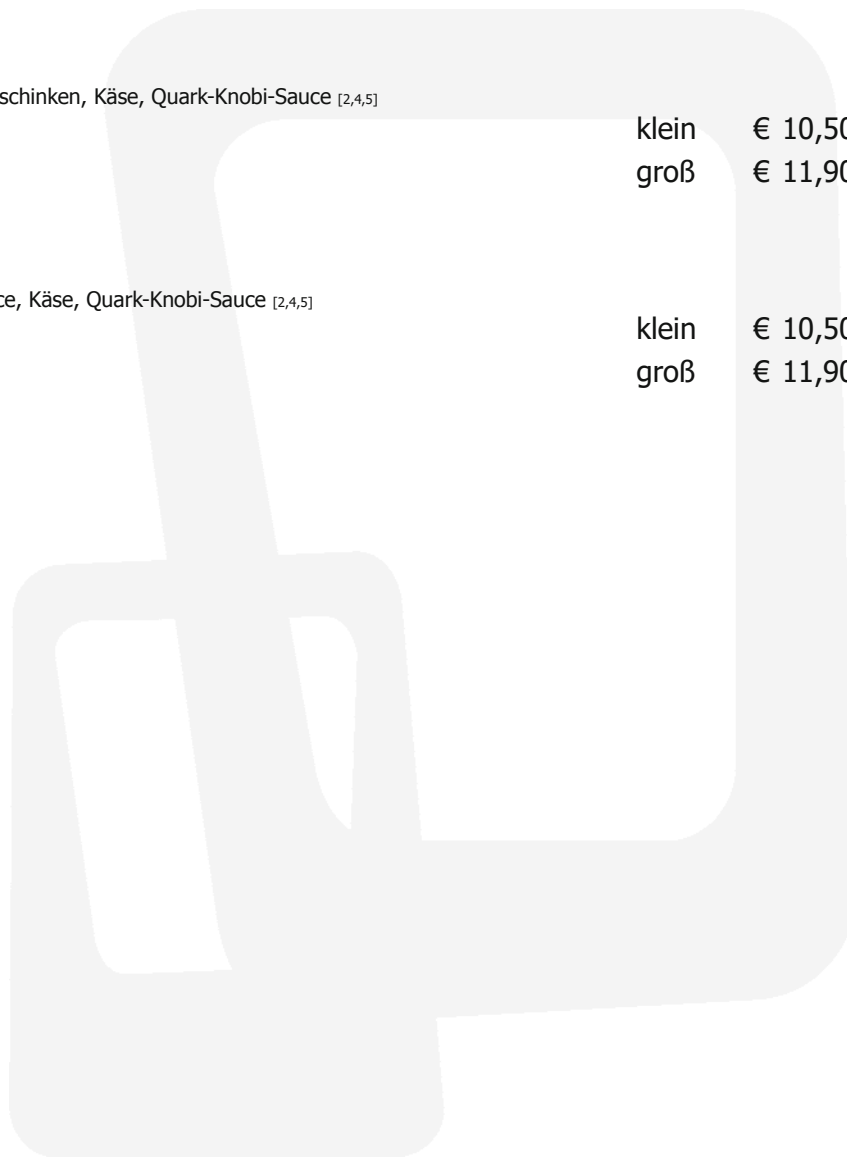 schinken, Käse, Quark-Knobi-Sauce [2,4,5]
klein € 10,50
groß € 11,90
Käse, Quark-Knobi-Sauce [2,4,5]
klein € 10,50
groß € 11,90